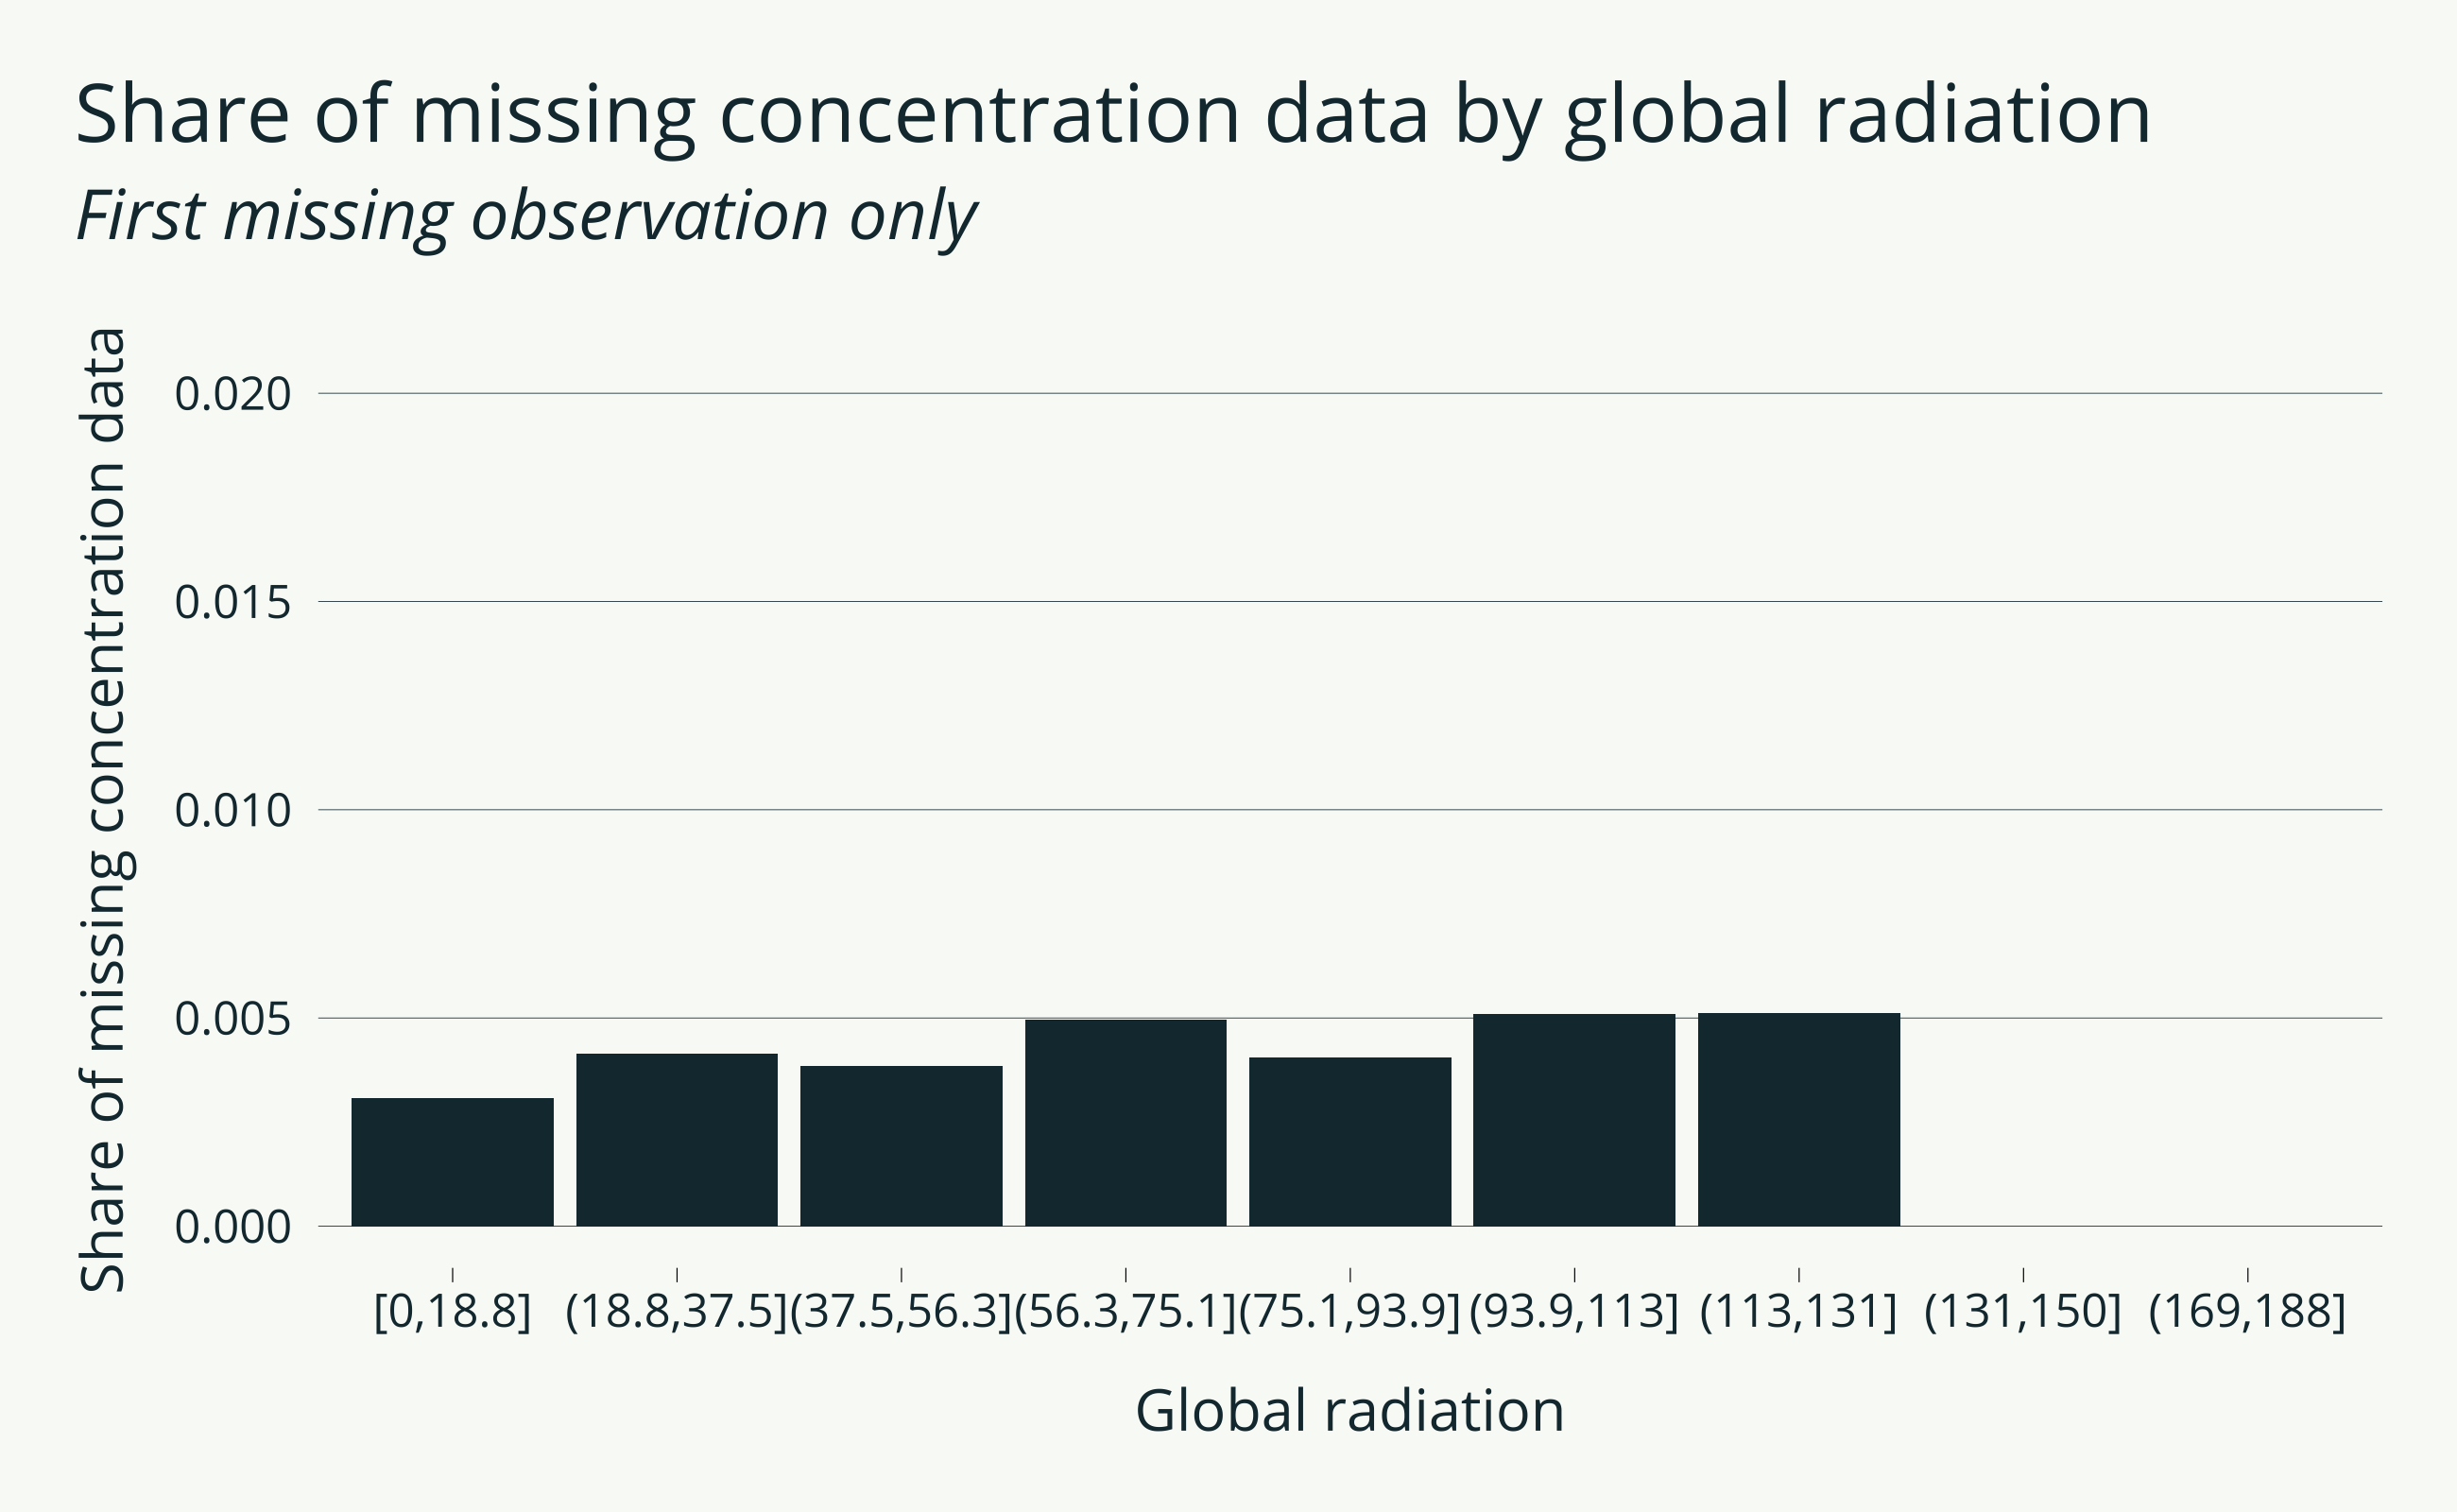 Share of missing concentration data by global radiation
First missing observation only
Share of missing concentration data
0.020
0.015
0.010
0.005
0.000
[0,18.8] (18.8,37.5] (37.5,56.3] (56.3,75.1] (75.1,93.9] (93.9,113] (113,131] (131,150] (169,188]
Global radiation